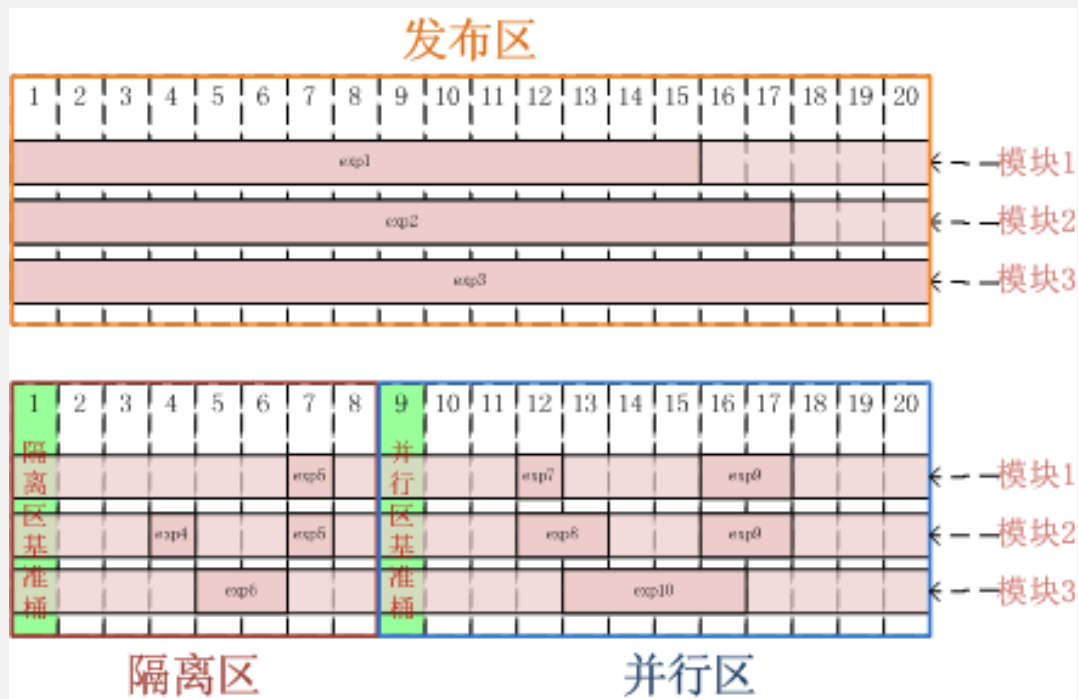 发布区
1 2 3 4 5 6 7 8 9 10 11 12 13 14 15 16 17 18 19 20
exp1 模块1
exp2 模块2
exp3 模块3
1 2 3 4 5 6 7 8 9 10 11 12 13 14 15 16 17 18 19 20
隔离区基准桶
并行区基准桶
exp5 exp7 exp9 模块1
exp4 exp5 exp8 exp9 模块2
exp6 exp10 模块3
隔离区 并行区